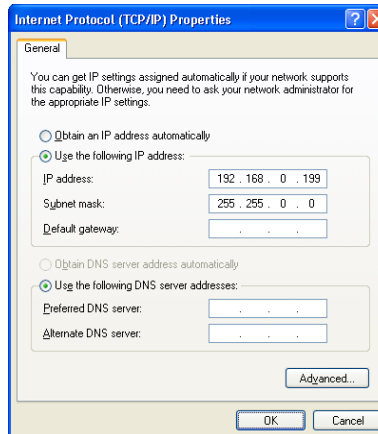 Internet Protocol (TCP/IP) Properties
General
You can get IP settings assigned automatically if your network supports
this capability. Otherwise, you need to ask your network administrator for
the appropriate IP settings.
Obtain an IP address automatically
Use the following IP address:
IP address: 192 . 168 . 0 . 199
Subnet mask: 255 . 255 . 0 . 0
Default gateway: . . .
Obtain DNS server address automatically
Use the following DNS server addresses:
Preferred DNS server: . . .
Alternate DNS server: . . .
Advanced...
OK Cancel